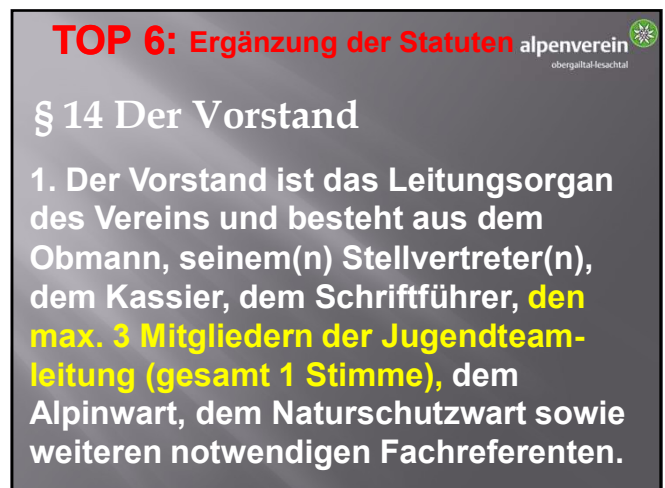 TOP 6: Ergänzung der Statuten
alpenverein
obergailtal-lesachtal
§ 14 Der Vorstand
1. Der Vorstand ist das Leitungsorgan
des Vereins und besteht aus dem
Obmann, seinem(n) Stellvertreter(n),
dem Kassier, dem Schriftführer, den
max. 3 Mitgliedern der Jugendteam-
leitung (gesamt 1 Stimme), dem
Alpinwart, dem Naturschutzwart sowie
weiteren notwendigen Fachreferenten.